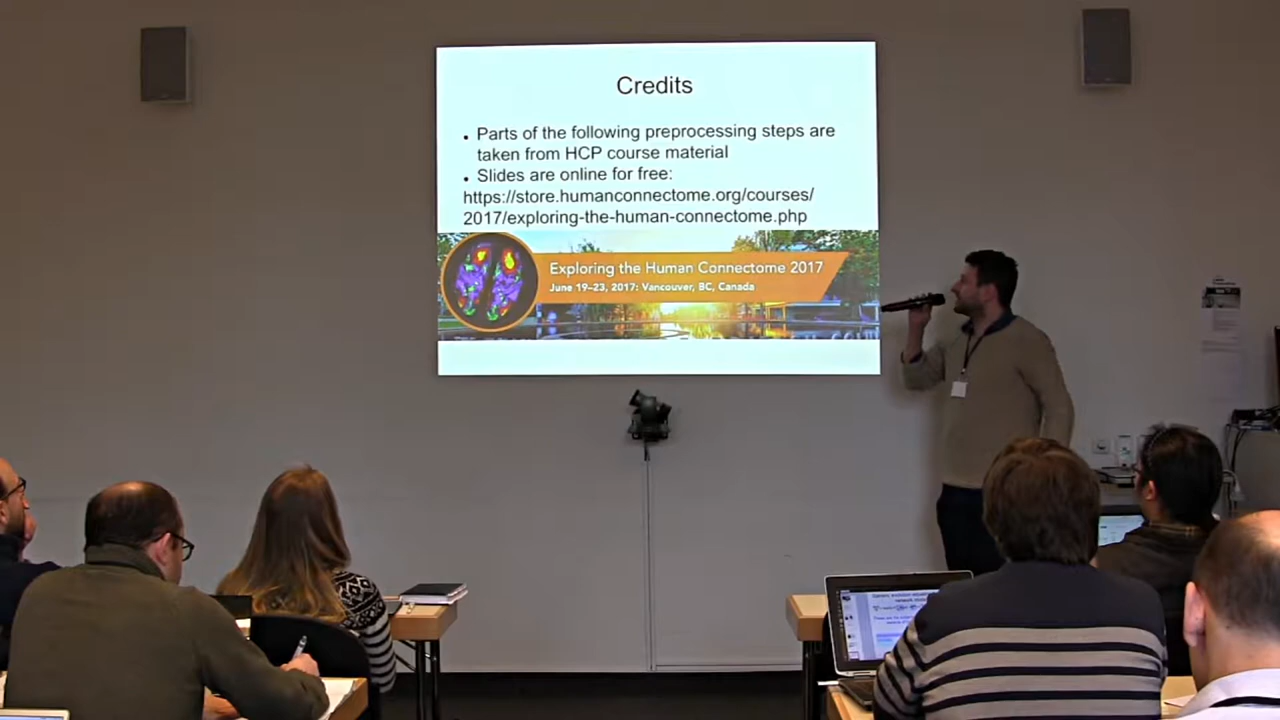 Credits
• Parts of the following preprocessing steps are
taken from HCP course material
• Slides are online for free:
https://store.humanconnectome.org/courses/
2017/exploring-the-human-connectome.php
Exploring the Human Connectome 2017
June 19–23, 2017: Vancouver, BC, Canada